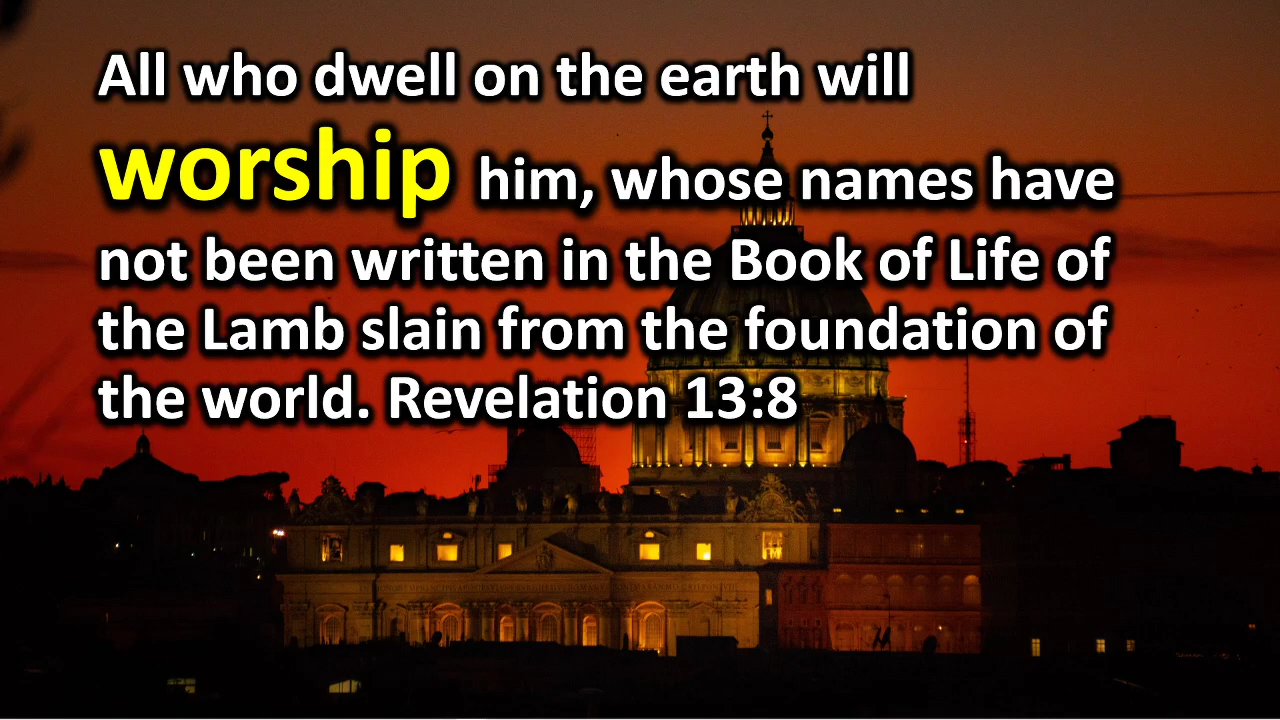 All who dwell on the earth will
worship him, whose names have
not been written in the Book of Life of
the Lamb slain from the foundation of
the world. Revelation 13:8